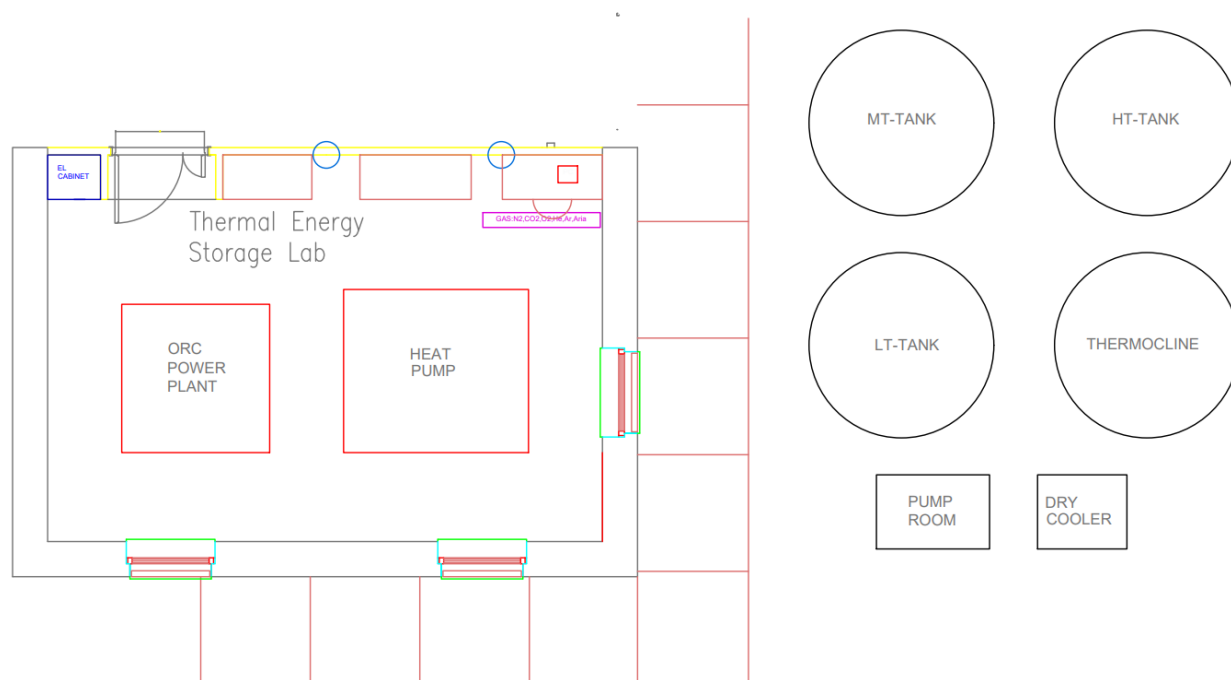 MT-TANK
HT-TANK
EL
CABINET
Thermal Energy
Storage Lab
GAS:N2,CO2,O2,He,Ar,Aria
ORC
POWER
PLANT
HEAT
PUMP
LT-TANK
THERMOCLINE
PUMP
ROOM
DRY
COOLER